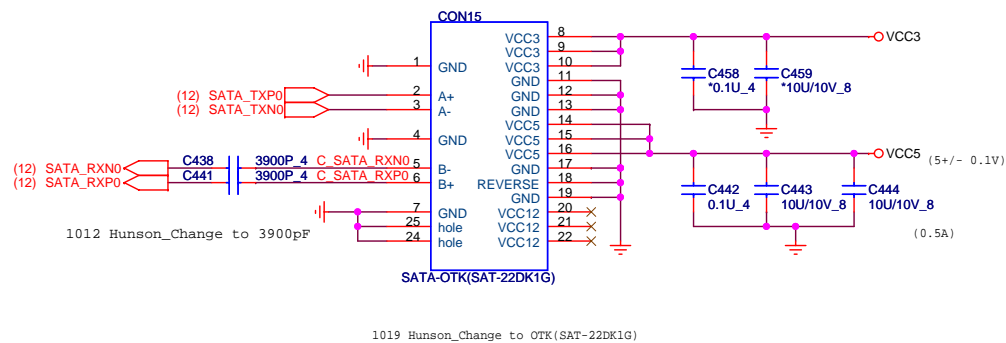 CON15
1 GND
(12) SATA_TXP0 2 A+
(12) SATA_TXN0 3 A-
4 GND
(12) SATA_RXN0 C438 3900P_4 C_SATA_RXN0 5 B-
(12) SATA_RXP0 C441 3900P_4 C_SATA_RXP0 6 B+
7 GND
25 hole
24 hole
1012 Hunson_Change to 3900pF
VCC3 8
VCC3 9
VCC3 10
GND 11
GND 12
GND 13
VCC5 14
VCC5 15
VCC5 16
GND 17
REVERSE 18
GND 19
VCC12 20
VCC12 21
VCC12 22
SATA-OTK(SAT-22DK1G)
VCC3
C458
*0.1U_4
C459
*10U/10V_8
VCC5
(5+/- 0.1V)
C442
0.1U_4
C443
10U/10V_8
C444
10U/10V_8
(0.5A)
1019 Hunson_Change to OTK(SAT-22DK1G)